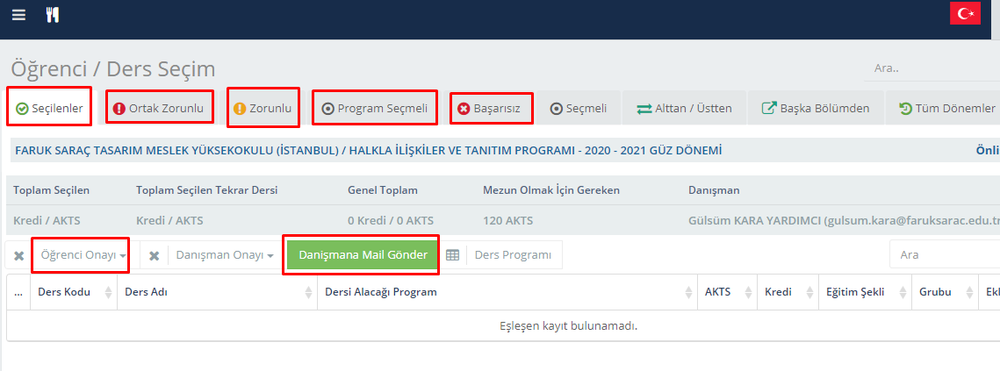 Öğrenci / Ders Seçim
Ara..
Seçilenler Ortak Zorunlu Zorunlu Program Seçmeli Başarısız Seçmeli Alttan / Üstten Başka Bölümden Tüm Dönemler
FARUK SARAÇ TASARIM MESLEK YÜKSEKOKULU (İSTANBUL) / HALKLA İLİŞKİLER VE TANITIM PROGRAMI - 2020 - 2021 GÜZ DÖNEMİ Önli
Toplam Seçilen Toplam Seçilen Tekrar Dersi Genel Toplam Mezun Olmak İçin Gereken Danışman
Kredi / AKTS Kredi / AKTS 0 Kredi / 0 AKTS 120 AKTS Gülsüm KARA YARDIMCI (gulsum.kara@faruksarac.edu.tr
Öğrenci Onayı Danışman Onayı Danışmana Mail Gönder Ders Programı Ara
... Ders Kodu Ders Adı Dersi Alacağı Program AKTS Kredi Eğitim Şekli Grubu Ekl
Eşleşen kayıt bulunamadı.